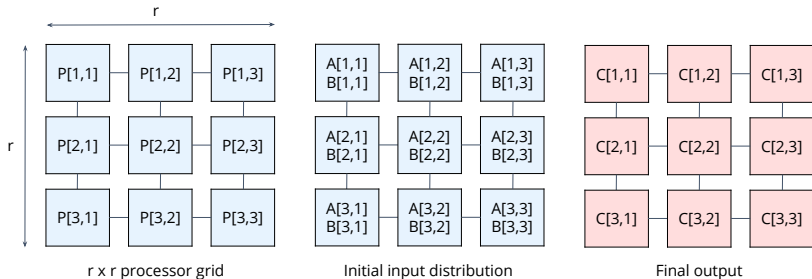 r
r
P[1,1]
P[1,2]
P[1,3]
P[2,1]
P[2,2]
P[2,3]
P[3,1]
P[3,2]
P[3,3]
r x r processor grid
A[1,1]
B[1,1]
A[1,2]
B[1,2]
A[1,3]
B[1,3]
A[2,1]
B[2,1]
A[2,2]
B[2,2]
A[2,3]
B[2,3]
A[3,1]
B[3,1]
A[3,2]
B[3,2]
A[3,3]
B[3,3]
Initial input distribution
C[1,1]
C[1,2]
C[1,3]
C[2,1]
C[2,2]
C[2,3]
C[3,1]
C[3,2]
C[3,3]
Final output